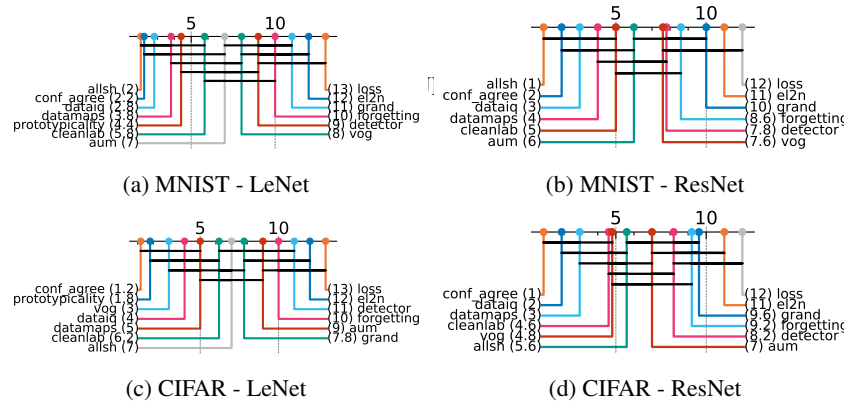 5 10
allsh (2) (13) loss
conf_agree (2.2) (12) el2n
dataiq (2.8) (11) grand
datamaps (3.8) (10) forgetting
prototypicality (4.4) (9) detector
cleanlab (5.8) (8) vog
aum (7)
(a) MNIST - LeNet
5 10
allsh (1) (12) loss
conf_agree (2) (11) el2n
dataiq (3) (10) grand
datamaps (4) (8.6) forgetting
cleanlab (5) (7.8) detector
aum (6) (7.6) vog
(b) MNIST - ResNet
5 10
conf_agree (1.2) (13) loss
prototypicality (1.8) (12) el2n
vog (3) (11) detector
dataiq (4) (10) forgetting
datamaps (5) (9) aum
cleanlab (6.2) (7.8) grand
allsh (7)
(c) CIFAR - LeNet
5 10
conf_agree (1) (12) loss
dataiq (2) (11) el2n
datamaps (3) (9.6) grand
cleanlab (4.6) (9.2) forgetting
vog (4.8) (8.2) detector
allsh (5.6) (7) aum
(d) CIFAR - ResNet